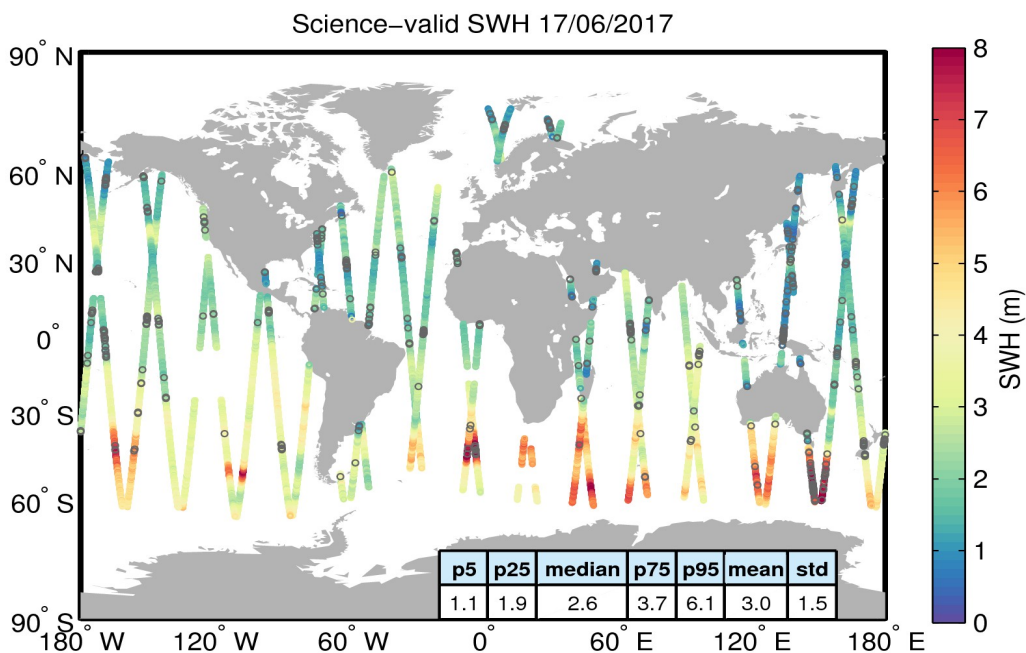 Science−valid SWH 17/06/2017
90° N
60° N
30° N
0°
30° S
60° S
90° S
180° W
120° W
60° W
0°
60° E
120° E
180° E
p5 p25 median p75 p95 mean std
1.1 1.9 2.6 3.7 6.1 3.0 1.5
8
7
6
5
4
3
2
1
0
SWH (m)